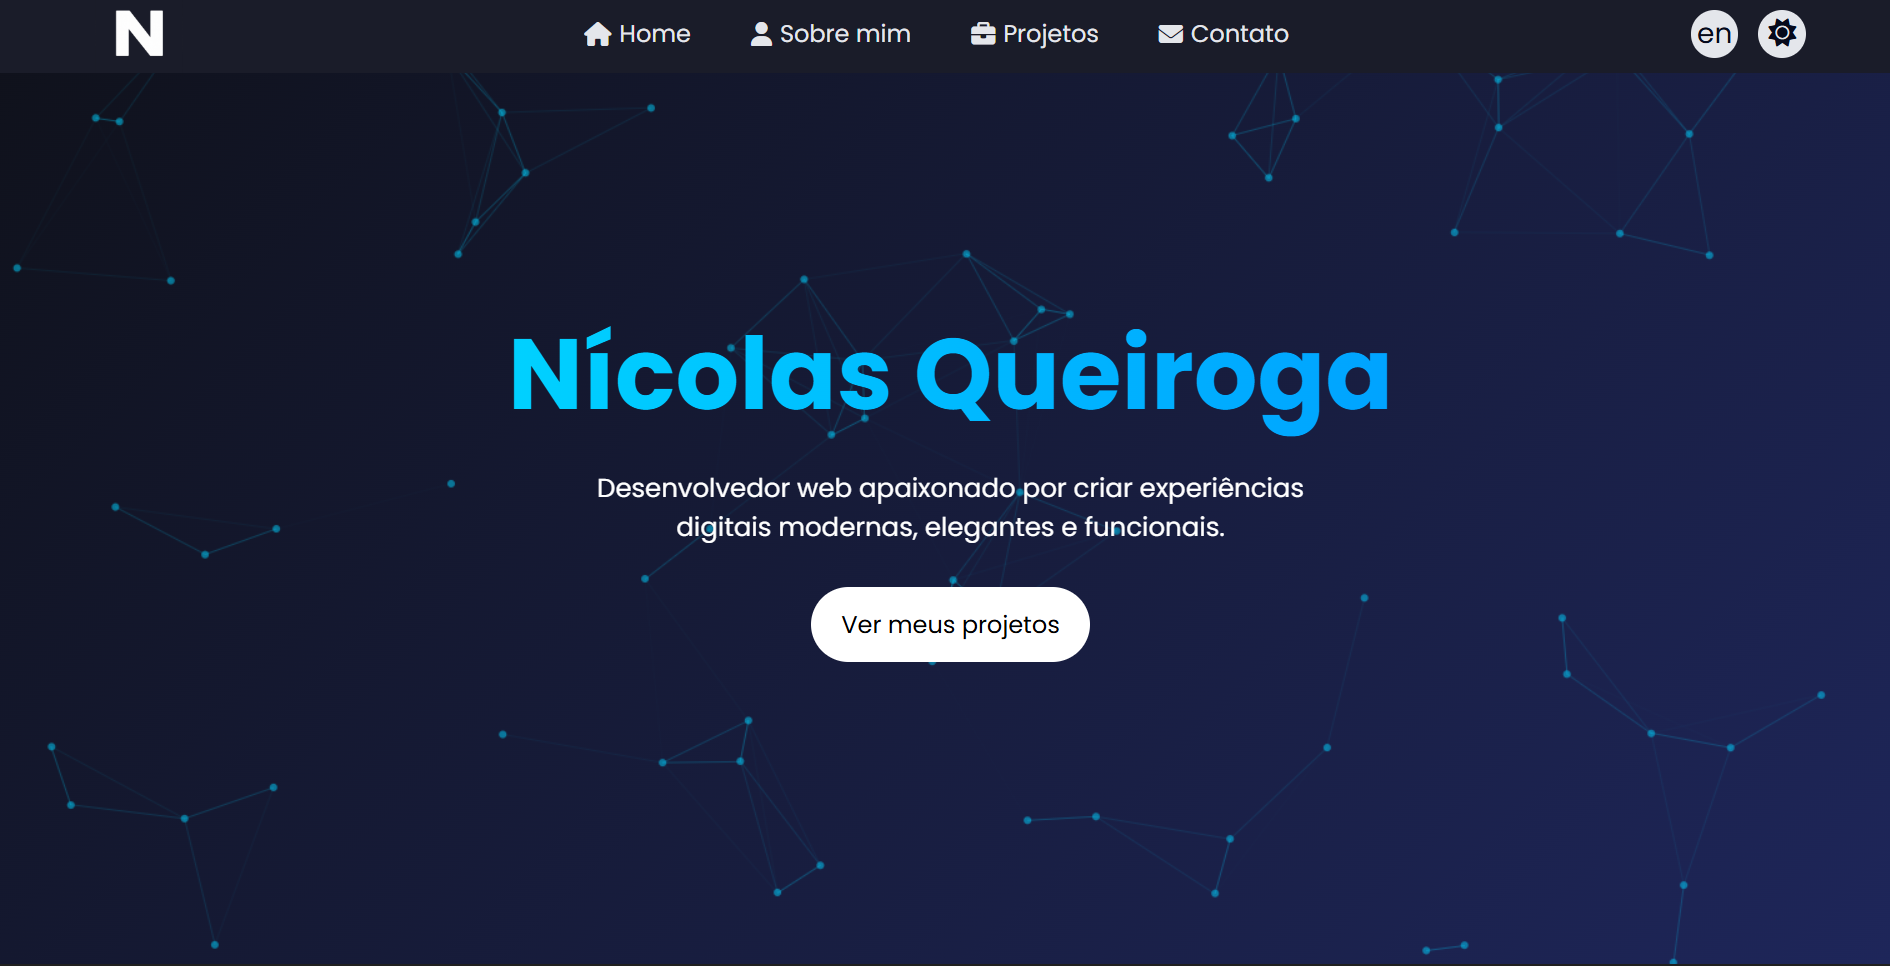 N
Home
Sobre mim
Projetos
Contato
en
Nícolas Queiroga
Desenvolvedor web apaixonado por criar experiências
digitais modernas, elegantes e funcionais.
Ver meus projetos